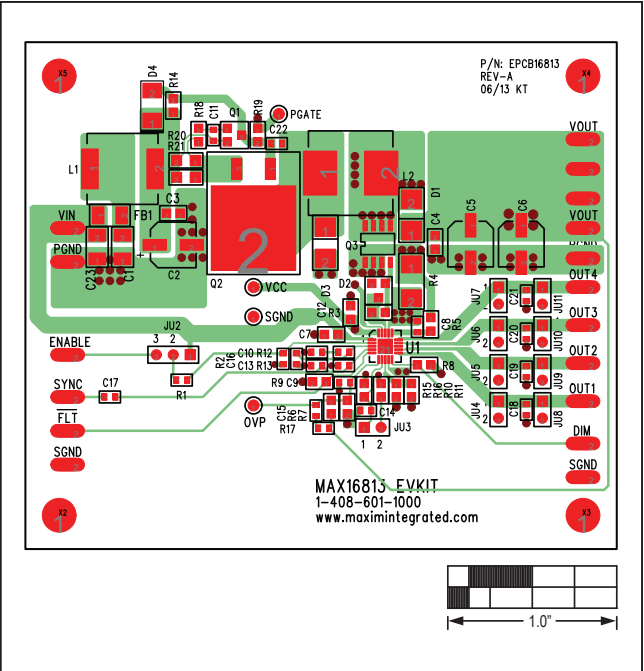 X5
X4
P/N: EPCB16813
REV-A
06/13 KT
D4
R14
R18
C11
Q1
R19
PGATE
R20
R21
C22
L1
L2
VOUT
C3
FB1
VIN
PGND
C23
C1
C2
+
Q2
2
D1
Q3
C4
C5
C6
VOUT
PGND
R4
VCC
SGND
D3
D2
C12
R3
C7
C8
R5
U1
OUT4
OUT3
OUT2
OUT1
JU7
C21
JU11
JU6
C20
JU10
JU5
C19
JU9
JU4
C18
JU8
ENABLE
JU2
3 2 1
R1
R2
C16
C10 R12
C13 R13
R8
SYNC
C17
R9 C9
FLT
OVP
C15
R6
R7
R17
C14
JU3
1 2
R15
R16
R10
R11
DIM
SGND
SGND
MAX16813 EVKIT
1-408-601-1000
www.maximintegrated.com
X2
X3
1.0"